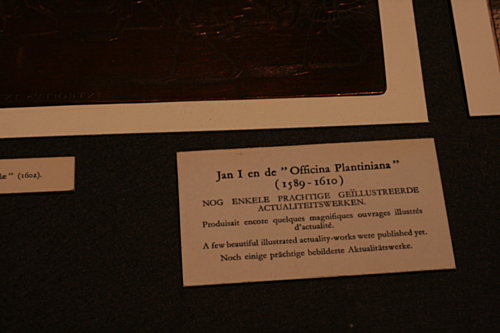 æ" (1602).
Jan I en de "Officina Plantiniana"
(1589-1610)
NOG ENKELE PRACHTIGE GEÏLLUSTREERDE
ACTUALITEITSWERKEN.
Produisait encore quelques magnifiques ouvrages illustrés
d'actualité.
A few beautiful illustrated actuality-works were published yet.
Noch einige prächtige bebilderte Aktualitätswerke.